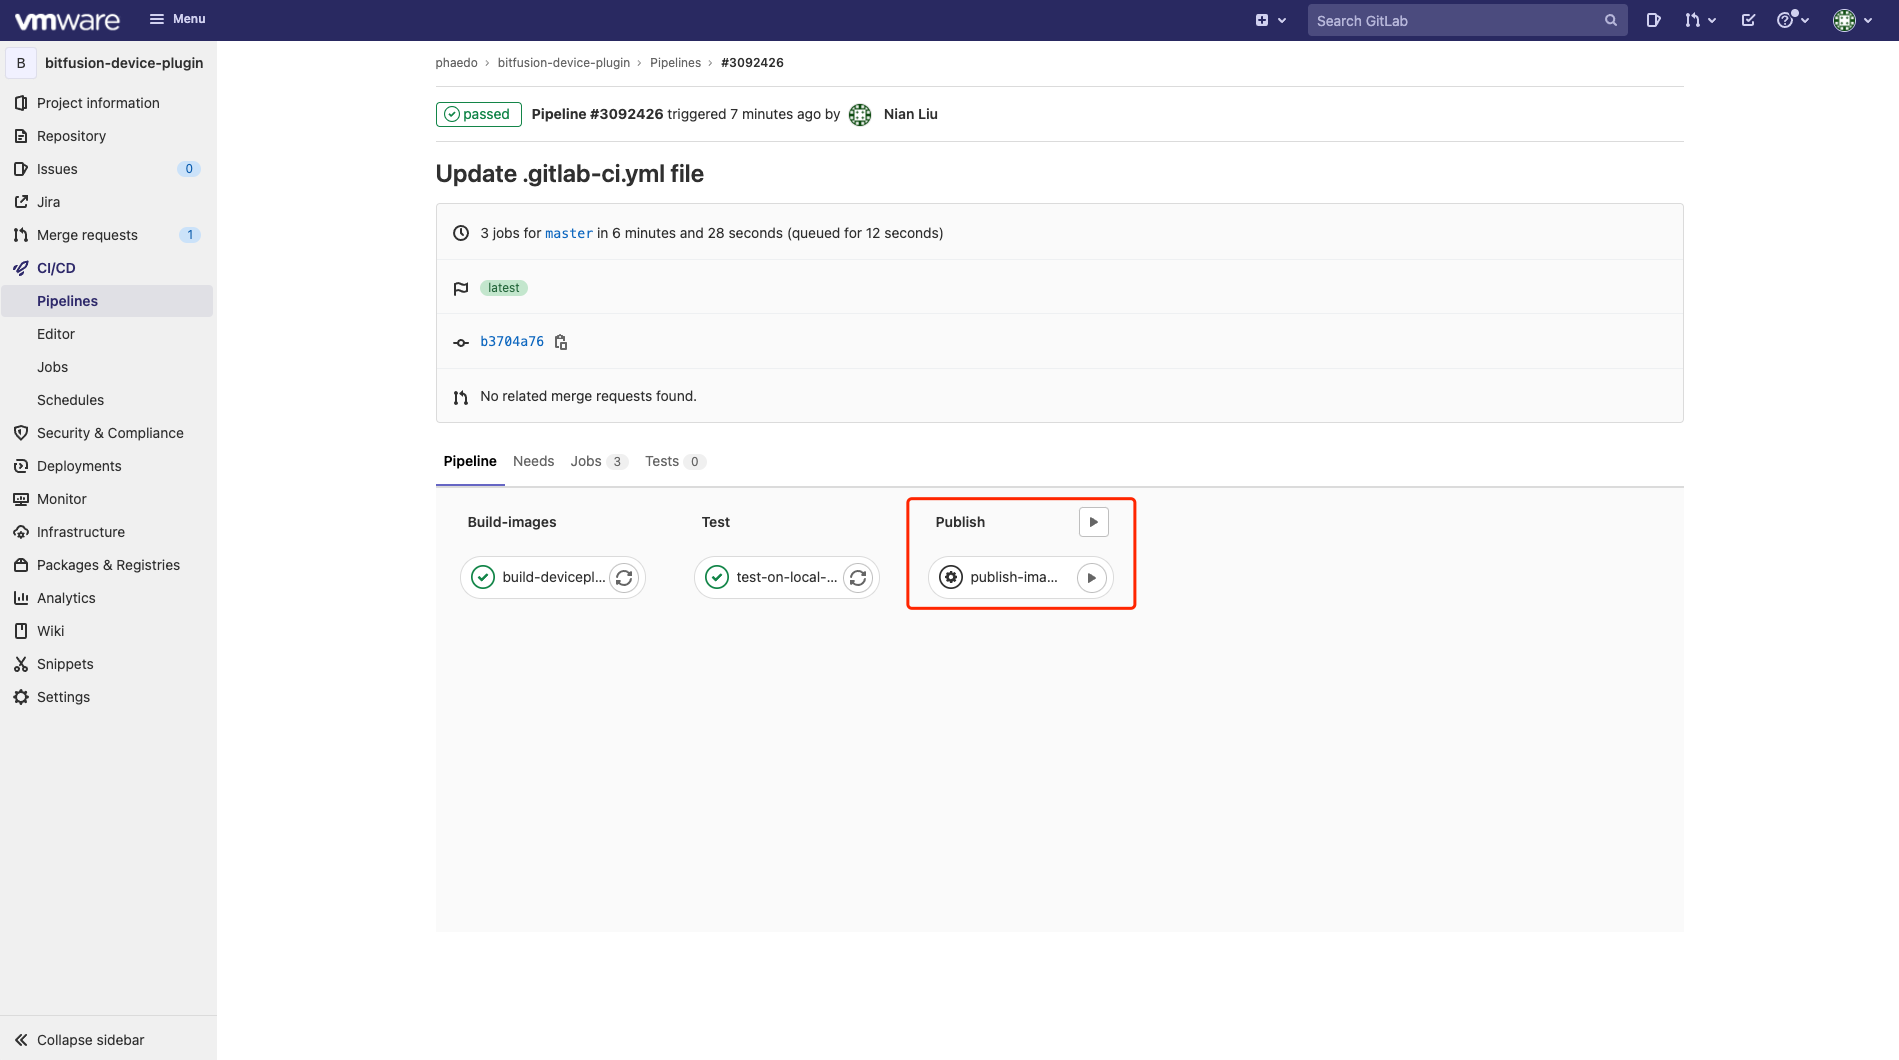 vmware Menu Search GitLab
B bitfusion-device-plugin
Project information
Repository
Issues 0
Jira
Merge requests 1
CI/CD
Pipelines
Editor
Jobs
Schedules
Security & Compliance
Deployments
Monitor
Infrastructure
Packages & Registries
Analytics
Wiki
Snippets
Settings
Collapse sidebar
phaedo › bitfusion-device-plugin › Pipelines › #3092426
passed Pipeline #3092426 triggered 7 minutes ago by Nian Liu
Update .gitlab-ci.yml file
3 jobs for master in 6 minutes and 28 seconds (queued for 12 seconds)
latest
b3704a76
No related merge requests found.
Pipeline Needs Jobs 3 Tests 0
Build-images Test Publish
build-devicepl... test-on-local-... publish-ima...